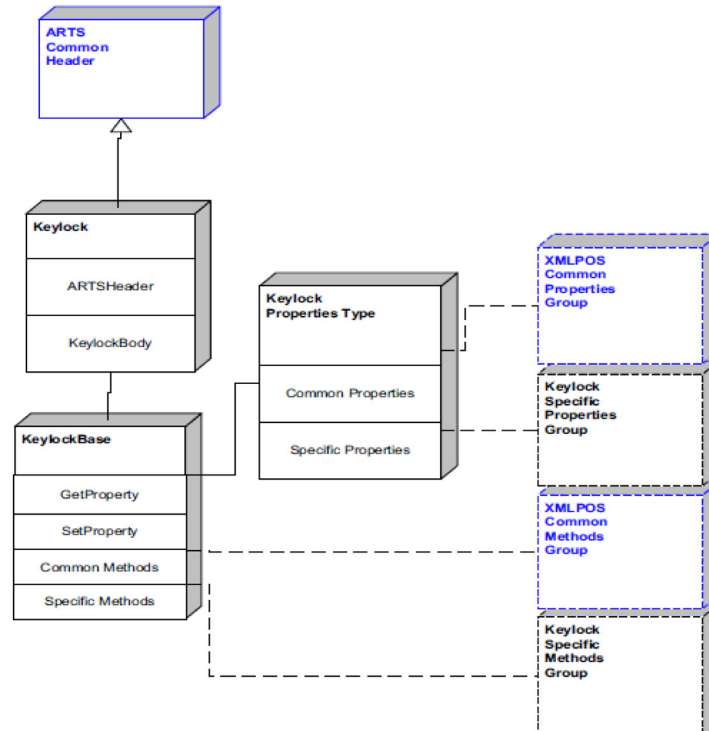 ARTS
Common
Header
Keylock
ARTSHeader
KeylockBody
Keylock
Properties Type
Common Properties
Specific Properties
KeylockBase
GetProperty
SetProperty
Common Methods
Specific Methods
XMLPOS
Common
Properties
Group
Keylock
Specific
Properties
Group
XMLPOS
Common
Methods
Group
Keylock
Specific
Methods
Group